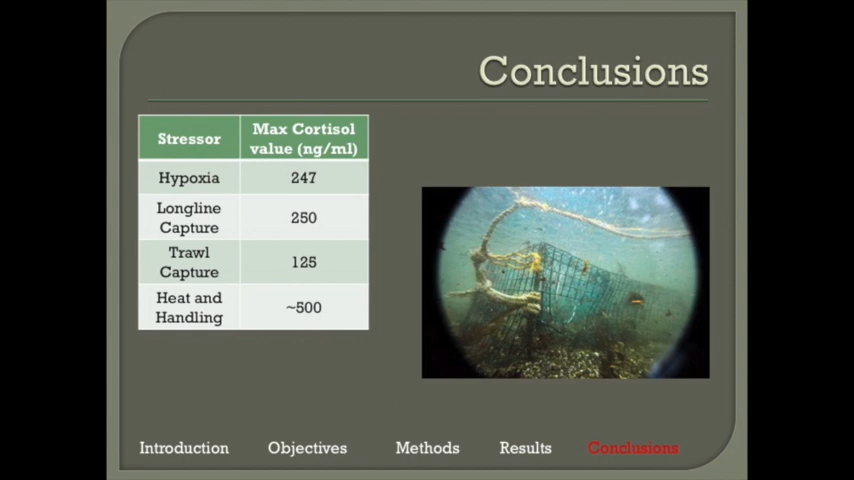 Conclusions
Stressor
Max Cortisol
value (ng/ml)
Hypoxia
247
Longline
Capture
250
Trawl
Capture
125
Heat and
Handling
~500
Introduction
Objectives
Methods
Results
Conclusions